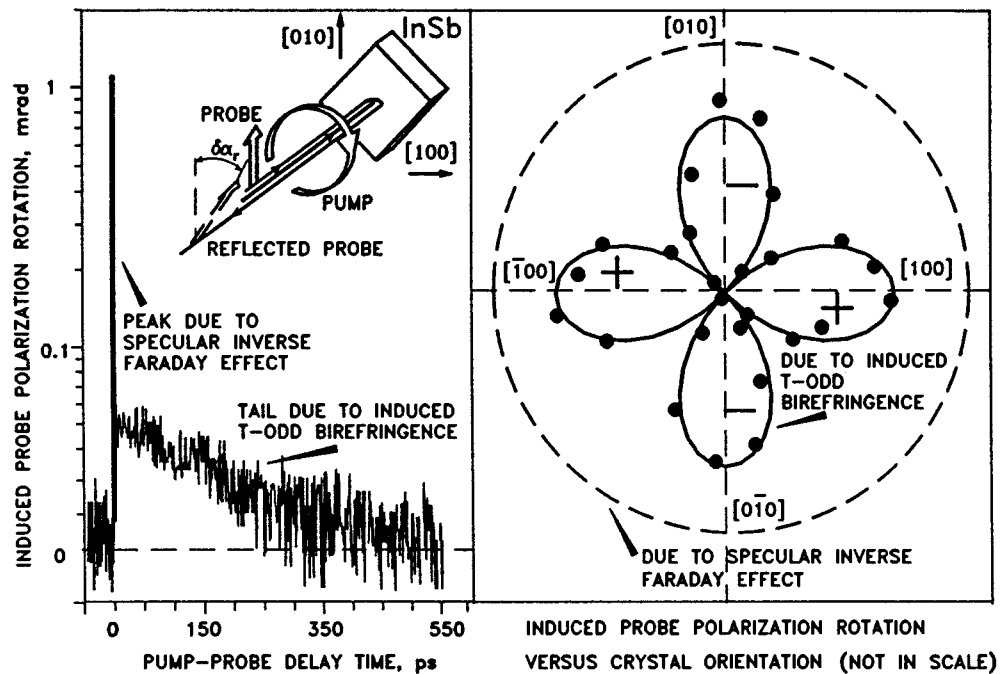 INDUCED PROBE POLARIZATION ROTATION, mrad
1
0.1
0
InSb
[010]
[100]
PROBE
δαᵣ
PUMP
REFLECTED PROBE
PEAK DUE TO
SPECULAR INVERSE
FARADAY EFFECT
TAIL DUE TO INDUCED
T-ODD BIREFRINGENCE
0
150
350
550
PUMP-PROBE DELAY TIME, ps
[010]
−
[1̄00]
[100]
+
+
DUE TO INDUCED
T-ODD
BIREFRINGENCE
−
[01̄0]
DUE TO SPECULAR INVERSE
FARADAY EFFECT
INDUCED PROBE POLARIZATION ROTATION
VERSUS CRYSTAL ORIENTATION (NOT IN SCALE)